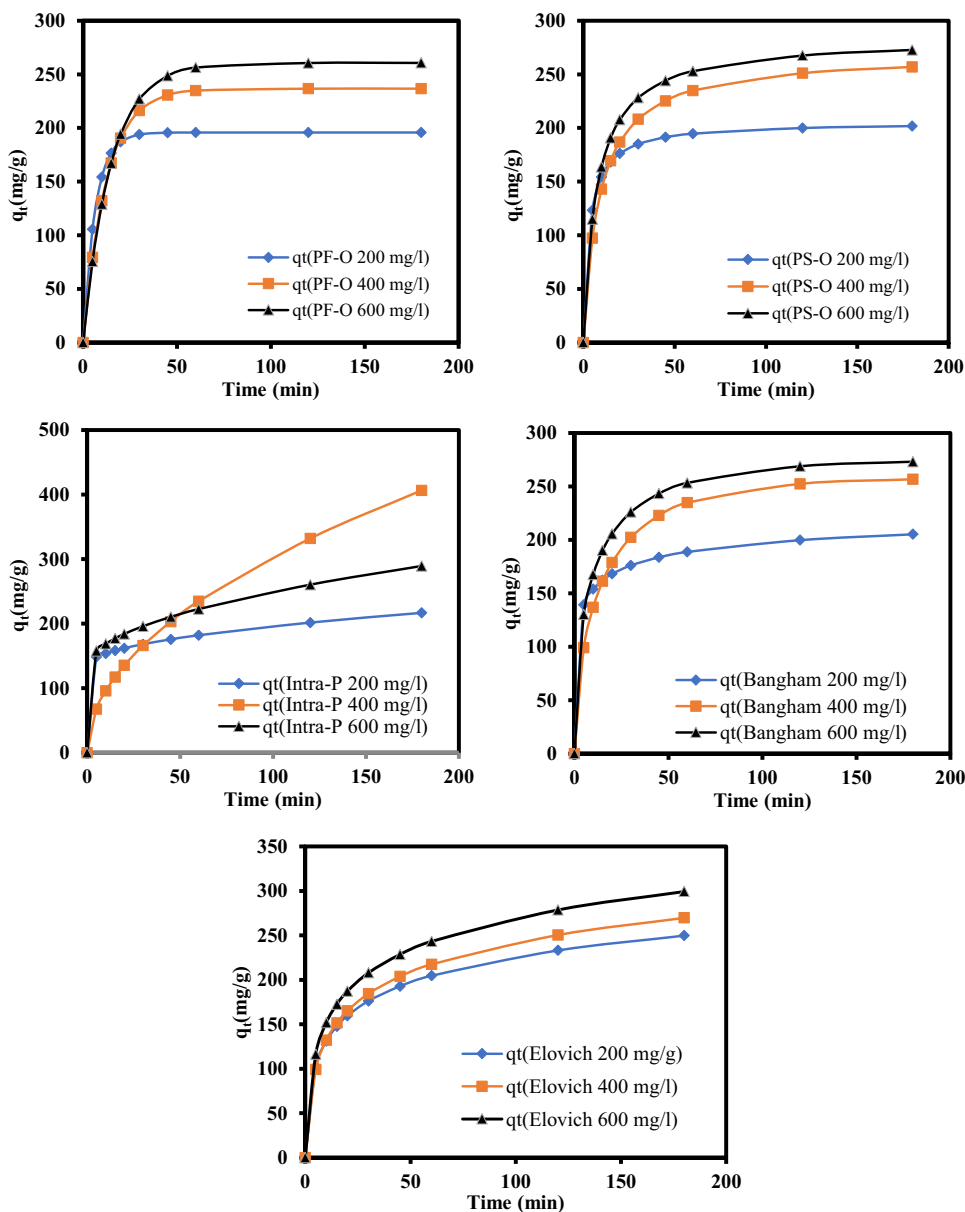 300
250
200
150
100
50
0
qt(mg/g)
qt(PF-O 200 mg/l)
qt(PF-O 400 mg/l)
qt(PF-O 600 mg/l)
0 50 100 150 200
Time (min)
300
250
200
150
100
50
0
qt(mg/g)
qt(PS-O 200 mg/l)
qt(PS-O 400 mg/l)
qt(PS-O 600 mg/l)
0 50 100 150 200
Time (min)
500
400
300
200
100
0
qt(mg/g)
qt(Intra-P 200 mg/l)
qt(Intra-P 400 mg/l)
qt(Intra-P 600 mg/l)
0 50 100 150 200
Time (min)
300
250
200
150
100
50
0
qt(mg/g)
qt(Bangham 200 mg/l)
qt(Bangham 400 mg/l)
qt(Bangham 600 mg/l)
0 50 100 150 200
Time (min)
350
300
250
200
150
100
50
0
qt(mg/g)
qt(Elovich 200 mg/g)
qt(Elovich 400 mg/l)
qt(Elovich 600 mg/l)
0 50 100 150 200
Time (min)